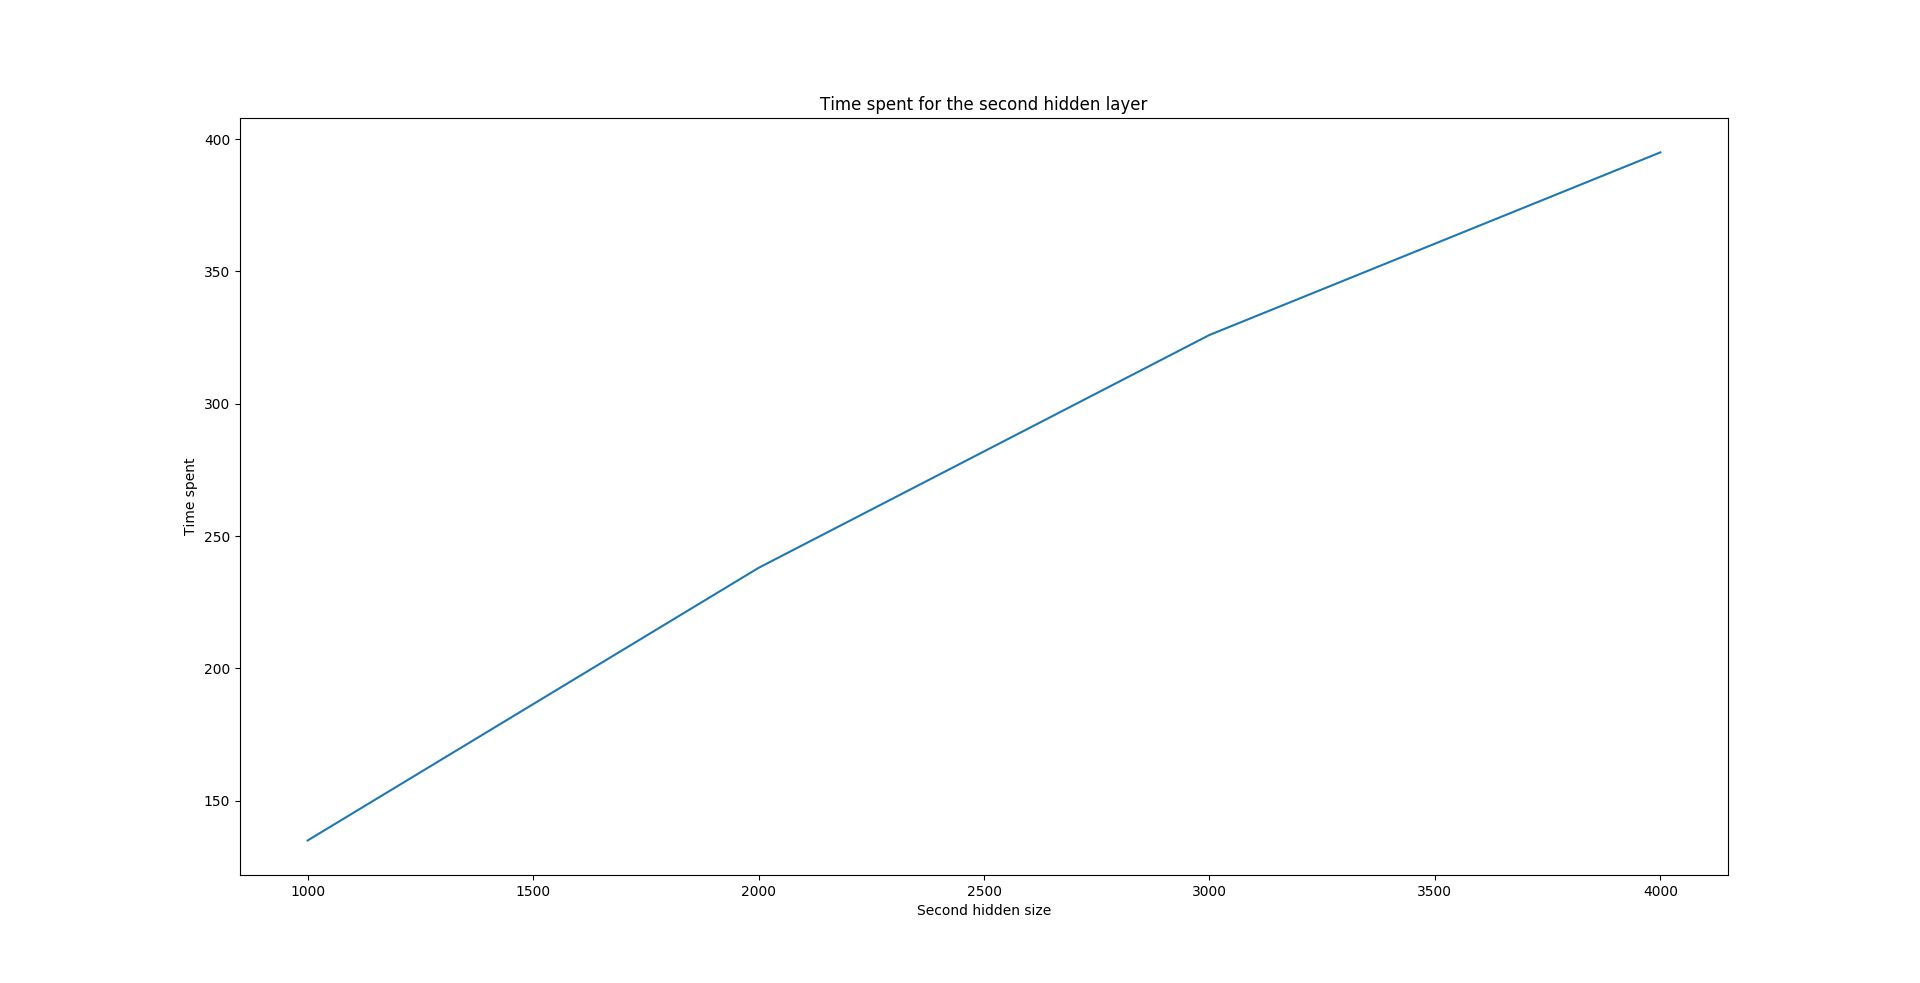 Time spent for the second hidden layer
400
350
300
250
200
150
Time spent
1000 1500 2000 2500 3000 3500 4000
Second hidden size